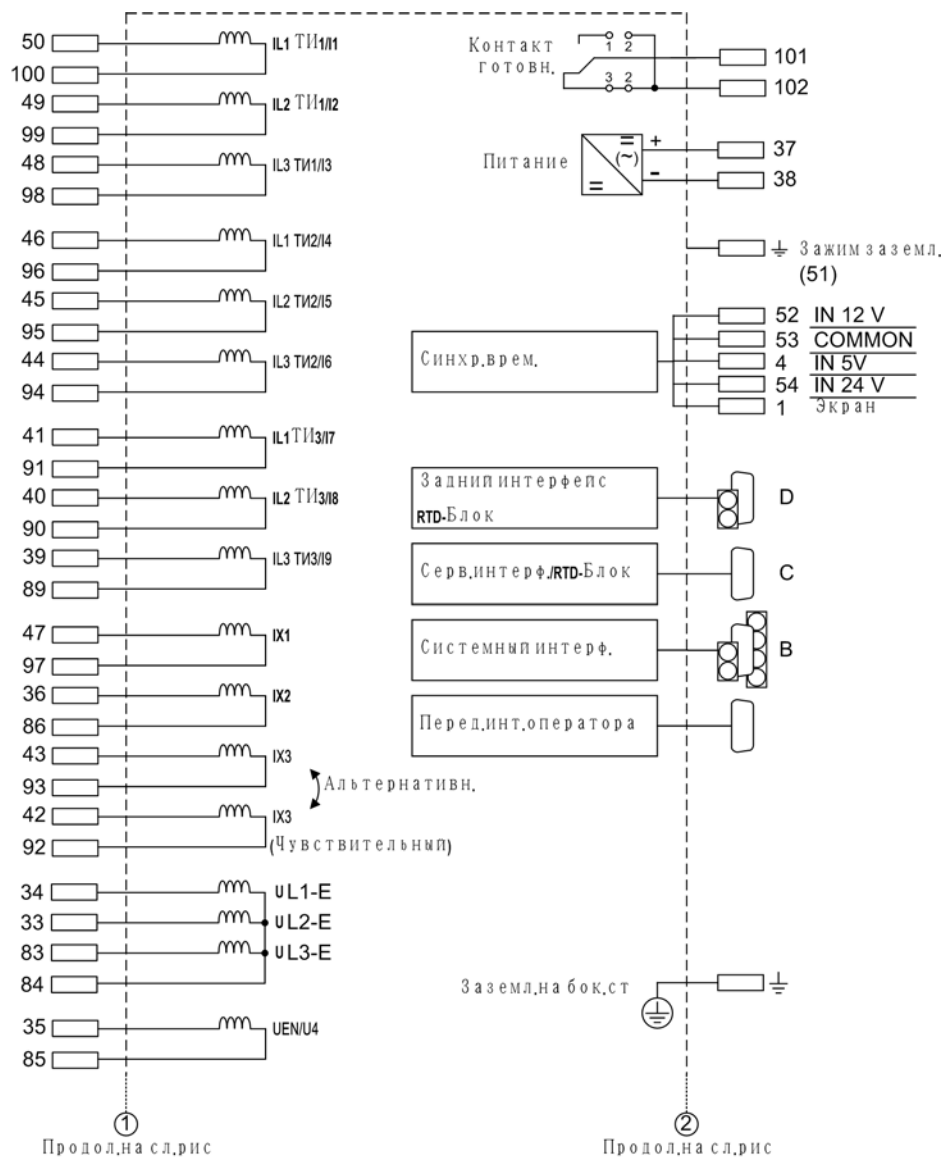 50 IL1 ТИ1/I1
100
49 IL2 ТИ1/I2
99
48 IL3 ТИ1/I3
98
46 IL1 ТИ2/I4
96
45 IL2 ТИ2/I5
95
44 IL3 ТИ2/I6
94
41 IL1 ТИ3/I7
91
40 IL2 ТИ3/I8
90
39 IL3 ТИ3/I9
89
47 IX1
97
36 IX2
86
43 IX3
93
Альтернативн.
42 IX3
92 (Чувствительный)
34 UL1-E
33 UL2-E
83 UL3-E
84
35 UEN/U4
85
1
Продол.на сл.рис
Контакт
готовн.
1 2
3 2
101
102
Питание
= (~) =
+ 37
- 38
Зажим заземл.
(51)
Синхр.врем.
52 IN 12 V
53 COMMON
4 IN 5V
54 IN 24 V
1 Экран
Задний интерфейс
RTD-Блок
D
Серв.интерф./RTD-Блок
C
Системный интерф.
B
Перед.инт.оператора
Заземл.на бок.ст
2
Продол.на сл.рис